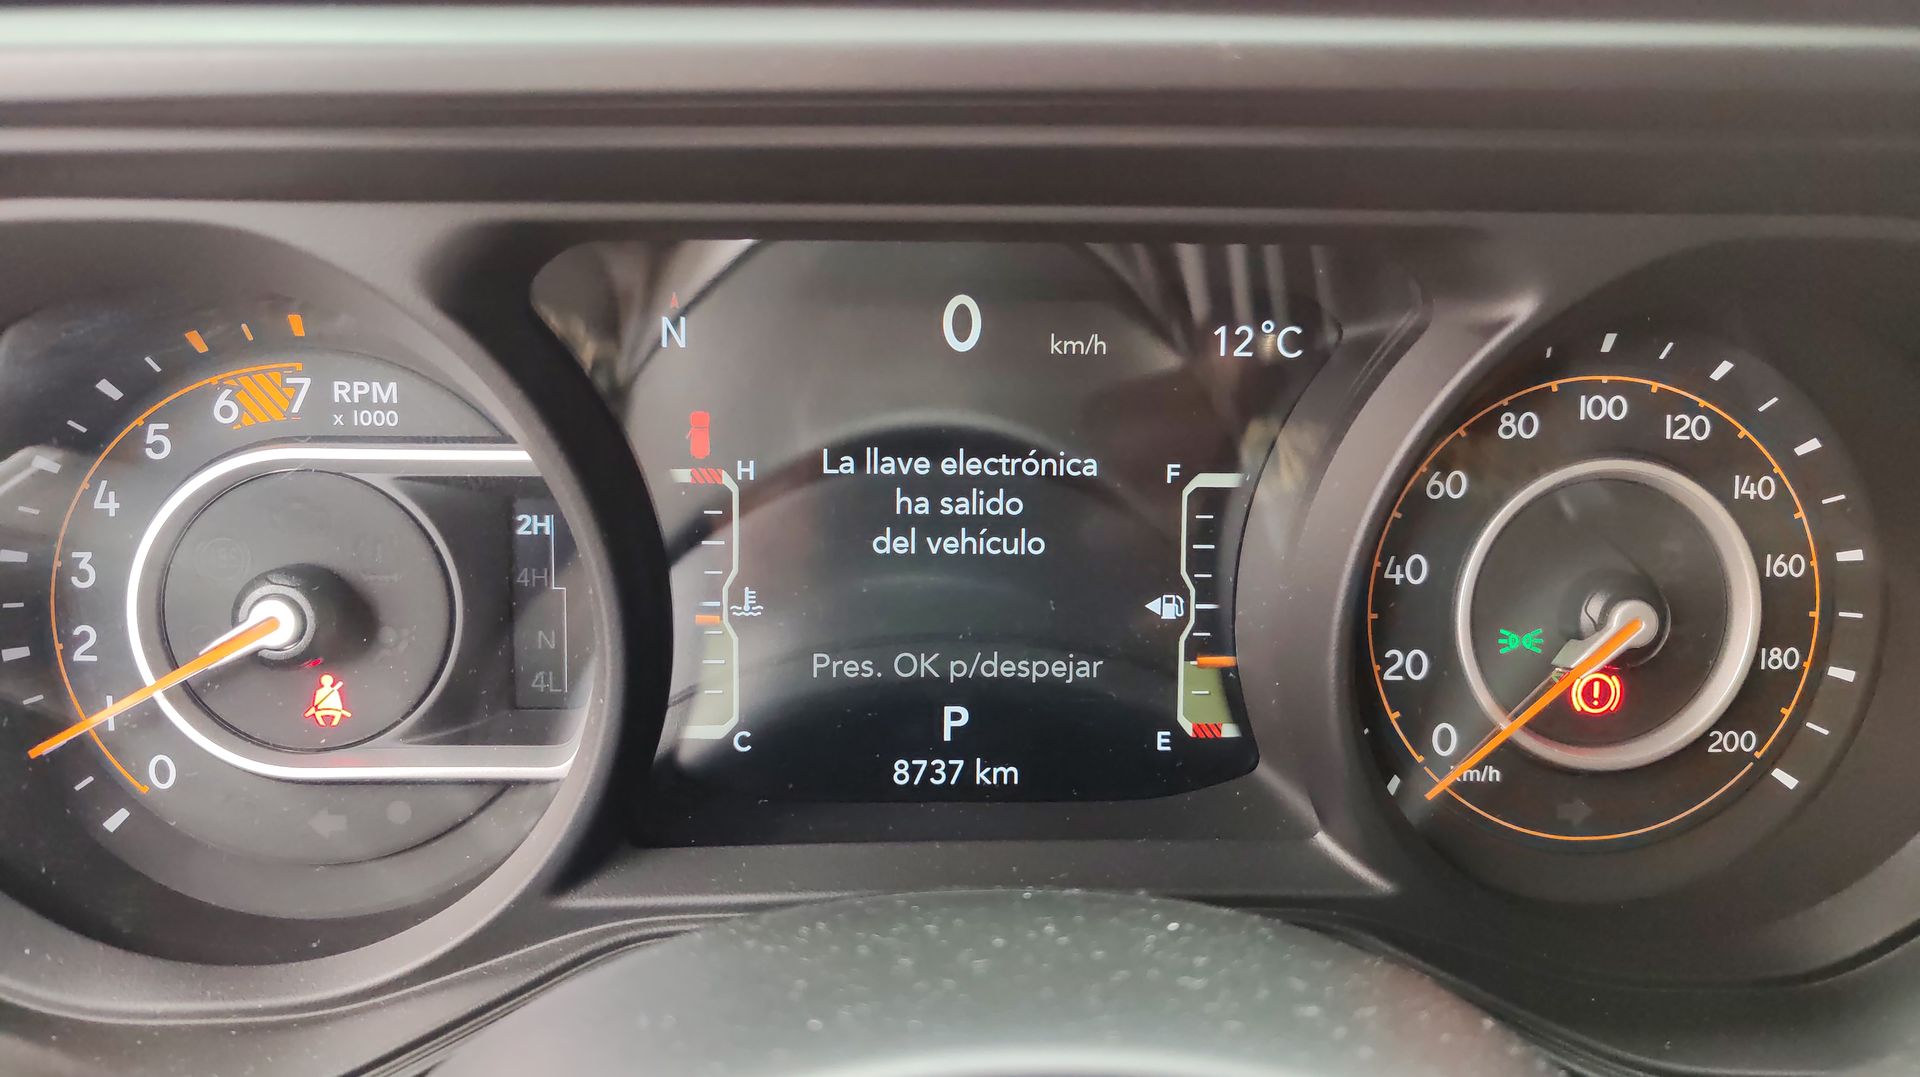 N
0 km/h
12°C
6 7 RPM
x 1000
5
4
3
2
1
0
2H
4H
N
4L
H
C
La llave electrónica
ha salido
del vehículo
Pres. OK p/despejar
P
8737 km
F
E
0
20
40
60
80
100
120
140
160
180
200
km/h